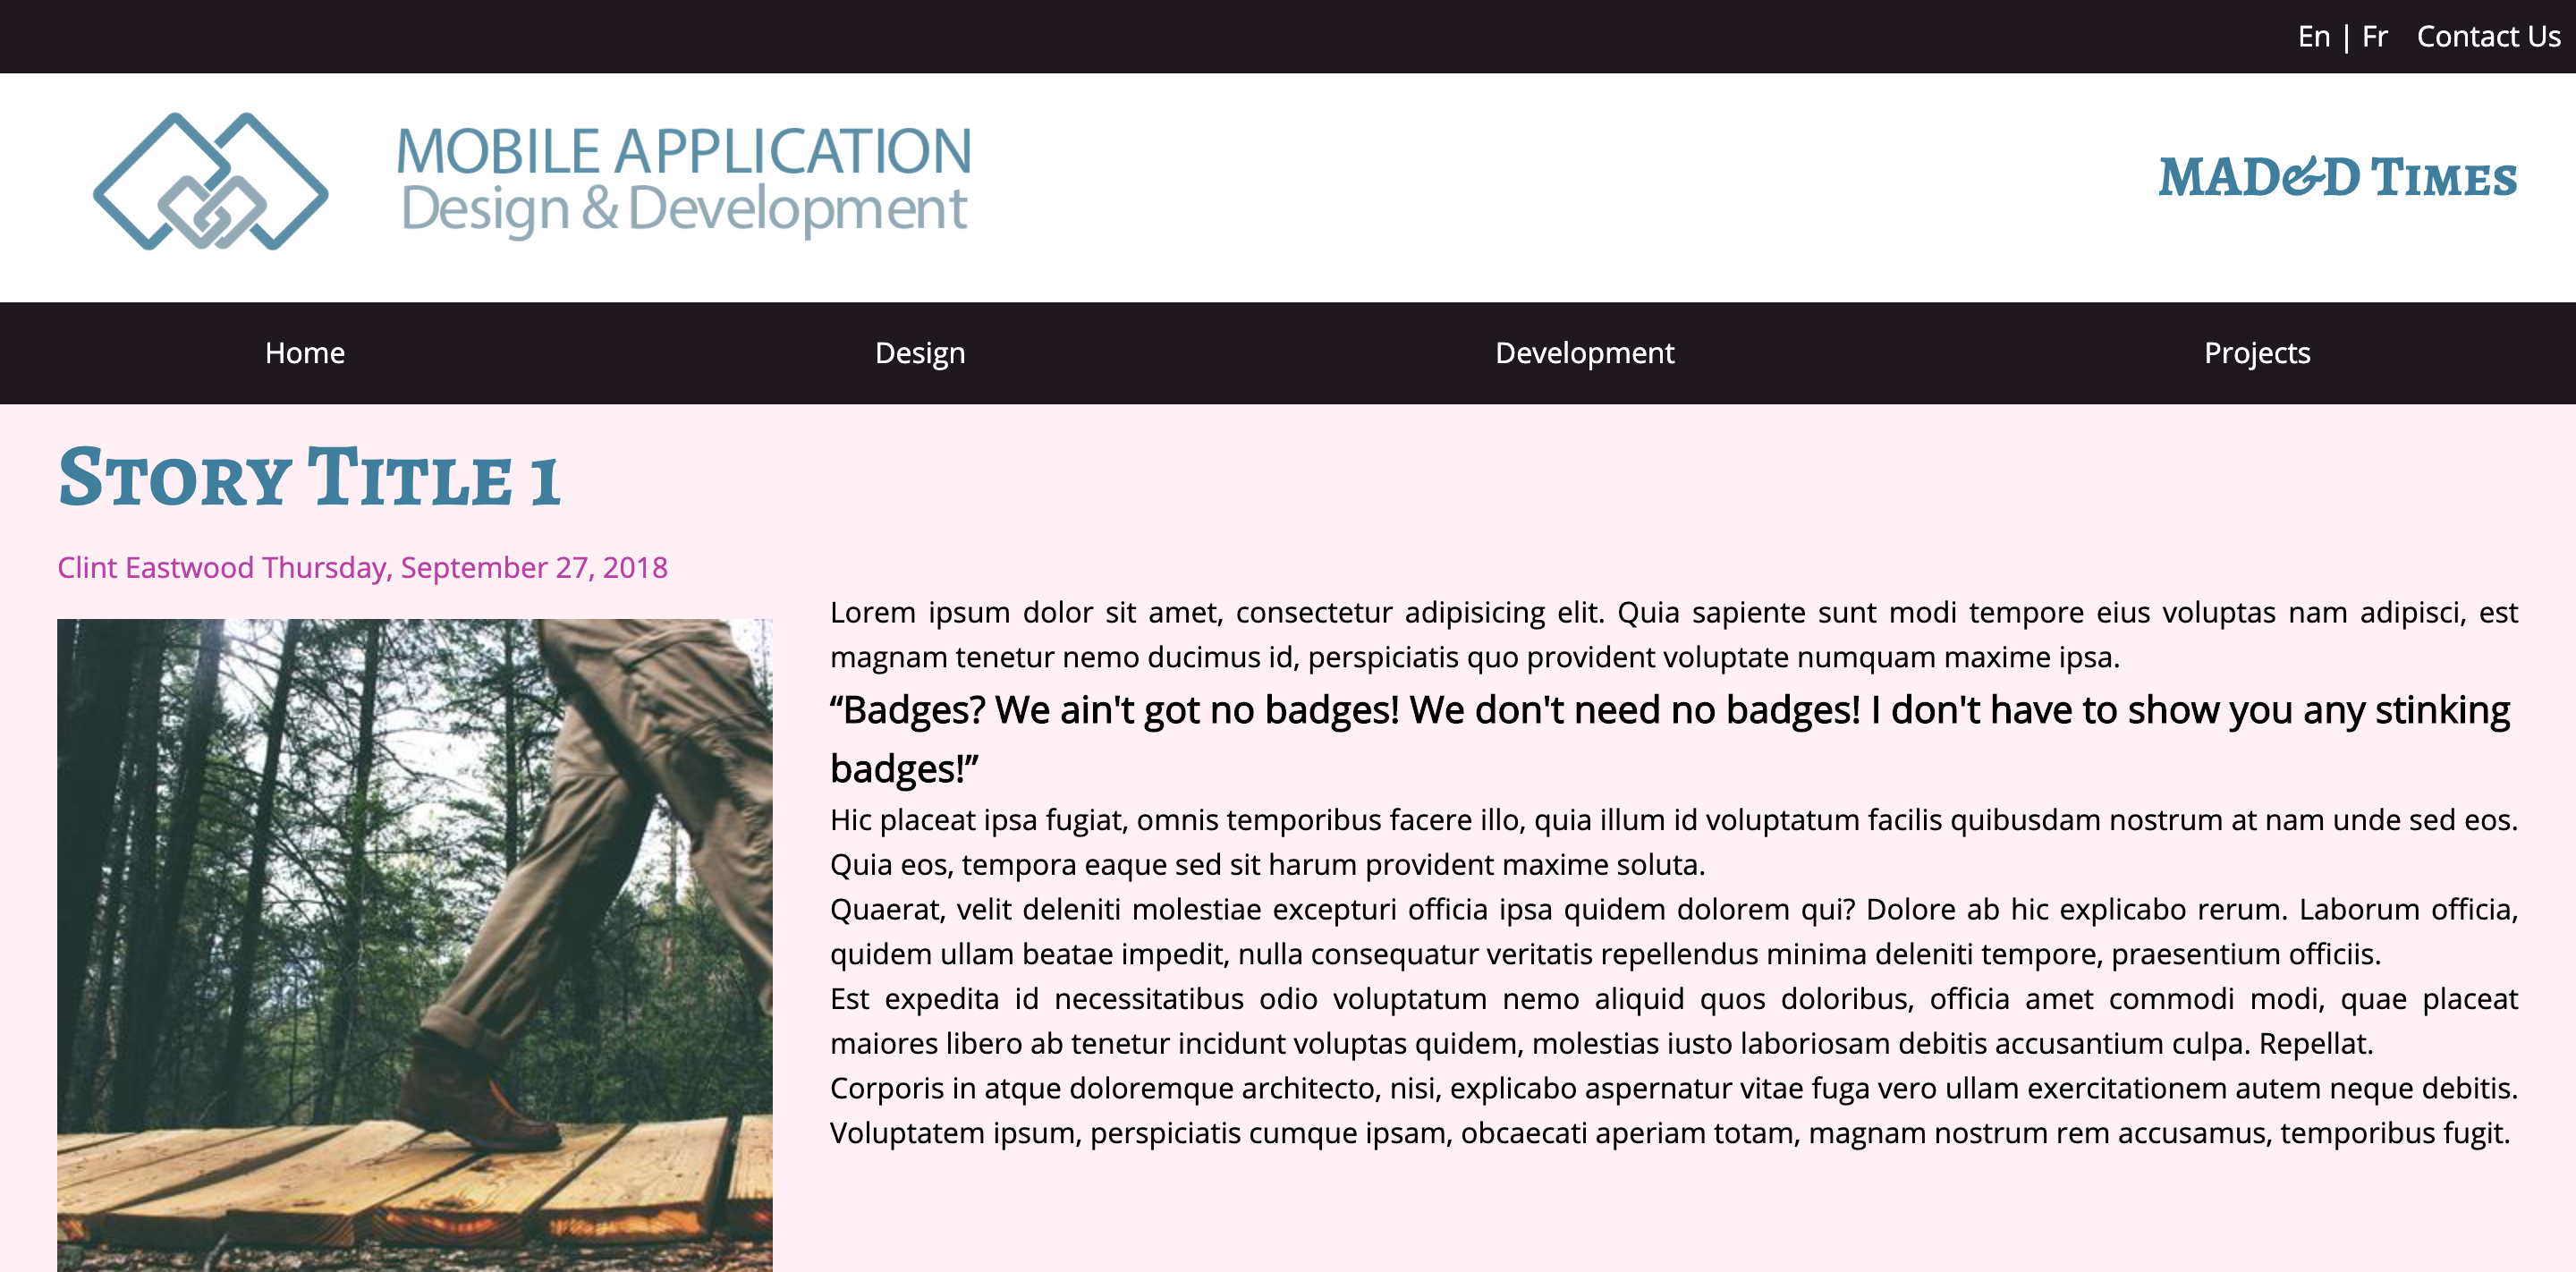 En | Fr Contact Us
MOBILE APPLICATION
Design & Development
MAD&D Times
Home Design Development Projects
Story Title 1
Clint Eastwood Thursday, September 27, 2018
Lorem ipsum dolor sit amet, consectetur adipisicing elit. Quia sapiente sunt modi tempore eius voluptas nam adipisci, est
magnam tenetur nemo ducimus id, perspiciatis quo provident voluptate numquam maxime ipsa.
“Badges? We ain't got no badges! We don't need no badges! I don't have to show you any stinking
badges!”
Hic placeat ipsa fugiat, omnis temporibus facere illo, quia illum id voluptatum facilis quibusdam nostrum at nam unde sed eos.
Quia eos, tempora eaque sed sit harum provident maxime soluta.
Quaerat, velit deleniti molestiae excepturi officia ipsa quidem dolorem qui? Dolore ab hic explicabo rerum. Laborum officia,
quidem ullam beatae impedit, nulla consequatur veritatis repellendus minima deleniti tempore, praesentium officiis.
Est expedita id necessitatibus odio voluptatum nemo aliquid quos doloribus, officia amet commodi modi, quae placeat
maiores libero ab tenetur incidunt voluptas quidem, molestias iusto laboriosam debitis accusantium culpa. Repellat.
Corporis in atque doloremque architecto, nisi, explicabo aspernatur vitae fuga vero ullam exercitationem autem neque debitis.
Voluptatem ipsum, perspiciatis cumque ipsam, obcaecati aperiam totam, magnam nostrum rem accusamus, temporibus fugit.